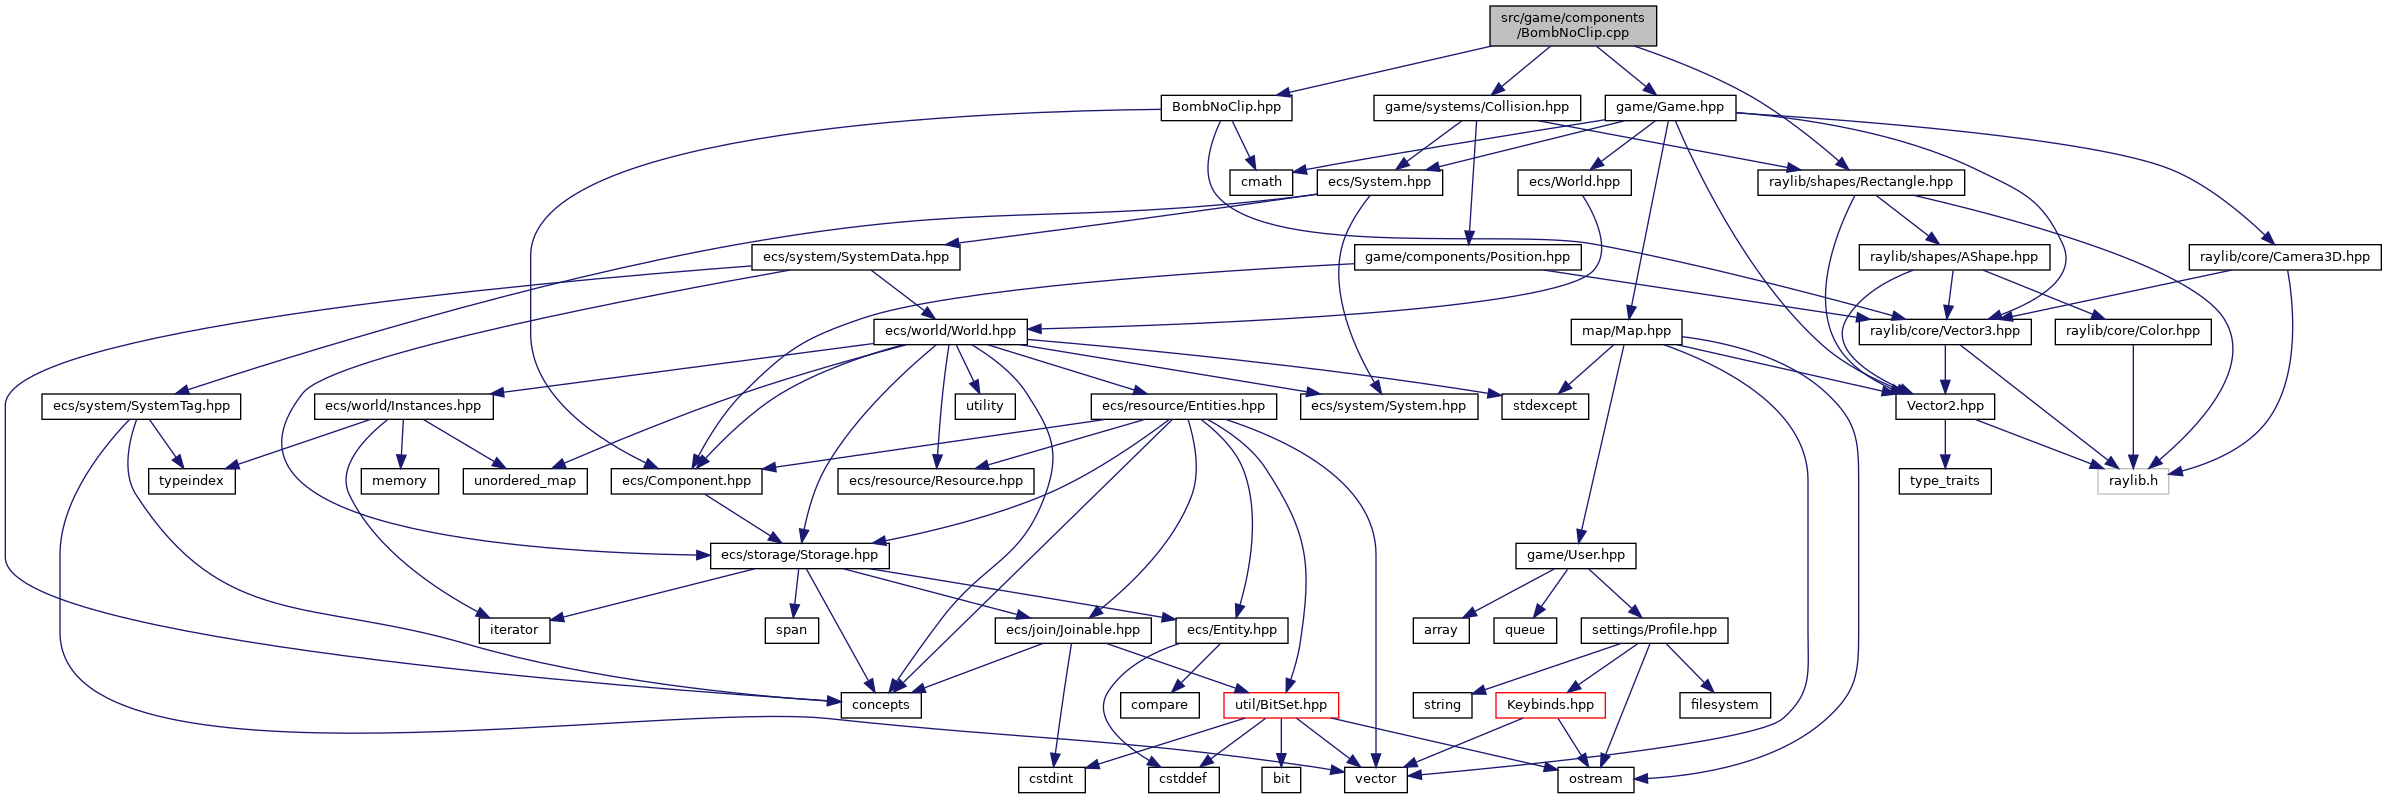 src/game/components
/BombNoClip.cpp
BombNoClip.hpp
game/systems/Collision.hpp
game/Game.hpp
cmath
ecs/System.hpp
ecs/World.hpp
raylib/shapes/Rectangle.hpp
ecs/system/SystemData.hpp
game/components/Position.hpp
raylib/shapes/AShape.hpp
raylib/core/Camera3D.hpp
ecs/world/World.hpp
map/Map.hpp
raylib/core/Vector3.hpp
raylib/core/Color.hpp
ecs/system/SystemTag.hpp
ecs/world/Instances.hpp
utility
ecs/resource/Entities.hpp
ecs/system/System.hpp
stdexcept
Vector2.hpp
typeindex
memory
unordered_map
ecs/Component.hpp
ecs/resource/Resource.hpp
type_traits
raylib.h
ecs/storage/Storage.hpp
game/User.hpp
iterator
span
ecs/join/Joinable.hpp
ecs/Entity.hpp
array
queue
settings/Profile.hpp
concepts
compare
util/BitSet.hpp
string
Keybinds.hpp
filesystem
cstdint
cstddef
bit
vector
ostream